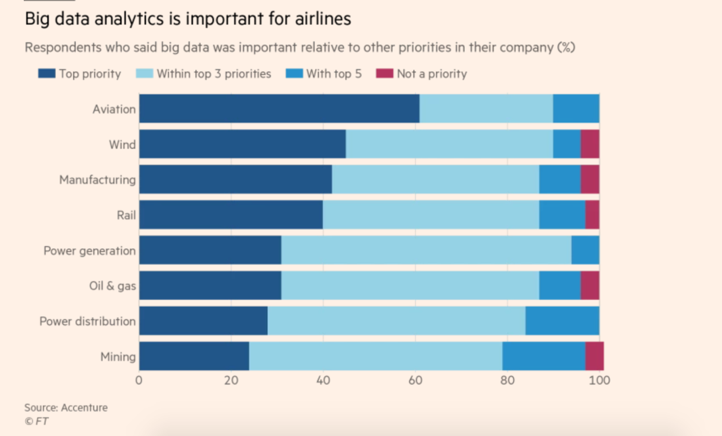 Big data analytics is important for airlines
Respondents who said big data was important relative to other priorities in their company (%)
Top priority Within top 3 priorities With top 5 Not a priority
Aviation
Wind
Manufacturing
Rail
Power generation
Oil & gas
Power distribution
Mining
0 20 40 60 80 100
Source: Accenture
© FT